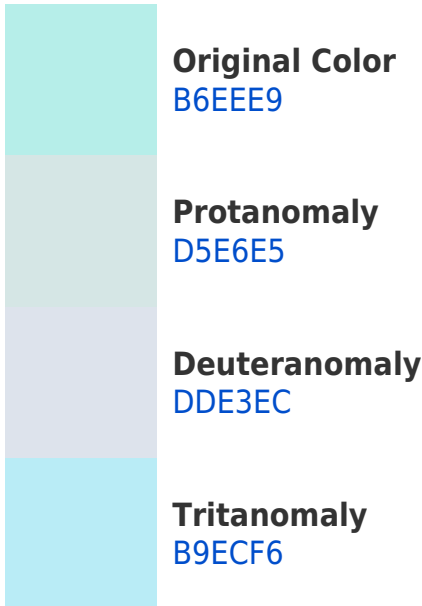 Original Color
B6EEE9
Protanomaly
D5E6E5
Deuteranomaly
DDE3EC
Tritanomaly
B9ECF6